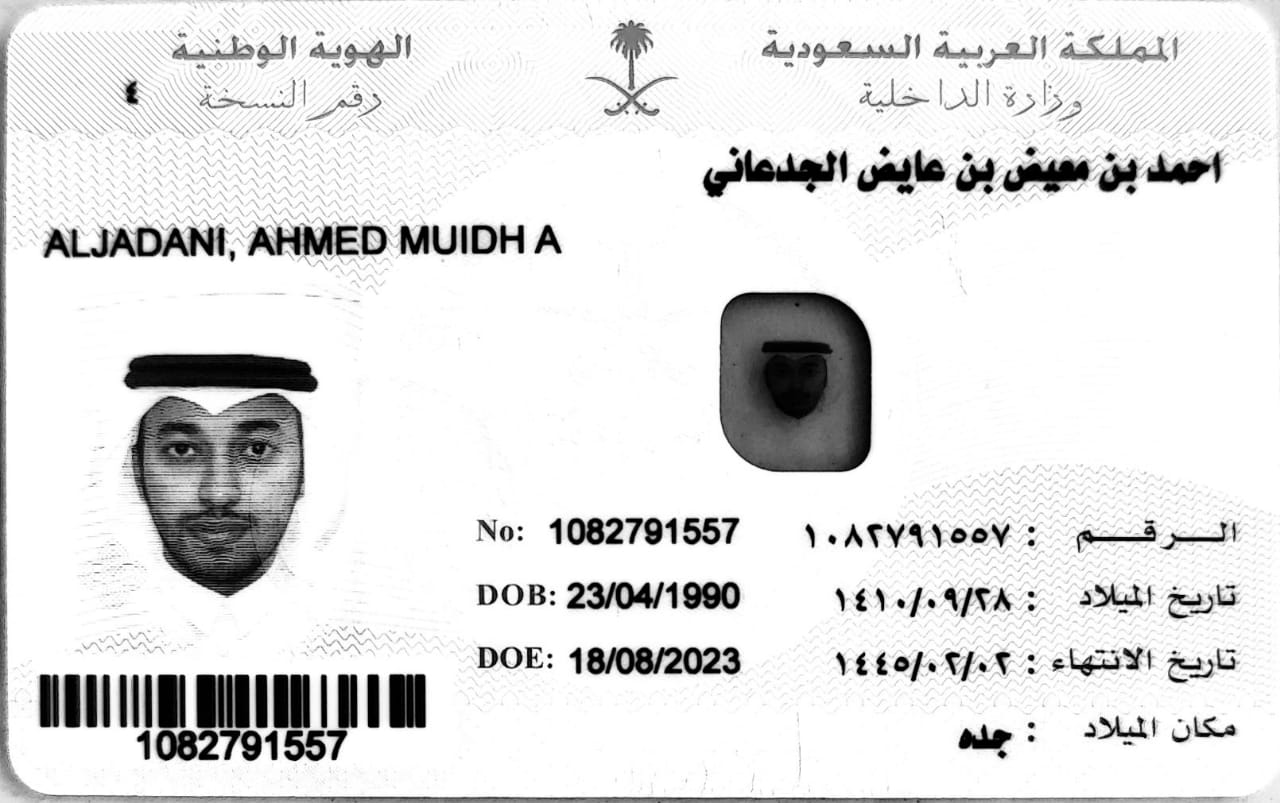 المملكة العربية السعودية
وزارة الداخلية
الهوية الوطنية
رقم النسخة ٤
احمد بن معيض بن عايض الجدعاني
ALJADANI, AHMED MUIDH A
الرقم : ١٠٨٢٧٩١٥٥٧ No: 1082791557
تاريخ الميلاد : ١٤١٠/٠٩/٢٨ DOB: 23/04/1990
تاريخ الانتهاء : ١٤٤٥/٠٢/٠٢ DOE: 18/08/2023
مكان الميلاد : جده
1082791557